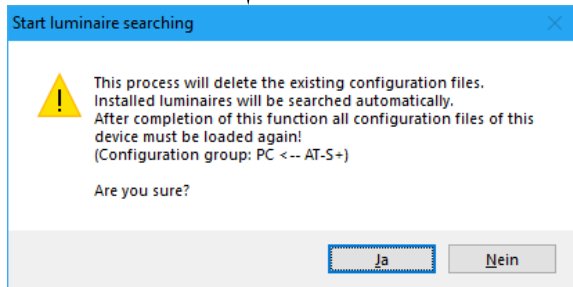 Start luminaire searching
This process will delete the existing configuration files.
Installed luminaires will be searched automatically.
After completion of this function all configuration files of this
device must be loaded again!
(Configuration group: PC <-- AT-S+)
Are you sure?
Ja
Nein